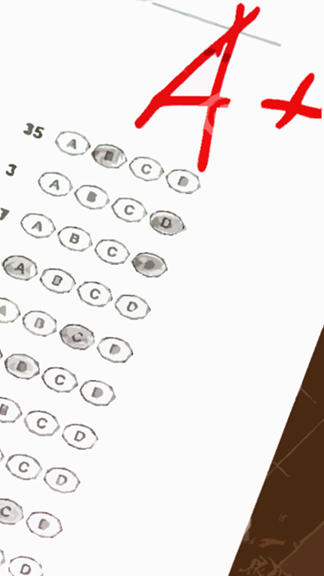 A+
35 A B C D
3 A B C D
7 A B C D
A B C D
A B C D
B C D
B C D
C D
C D
D